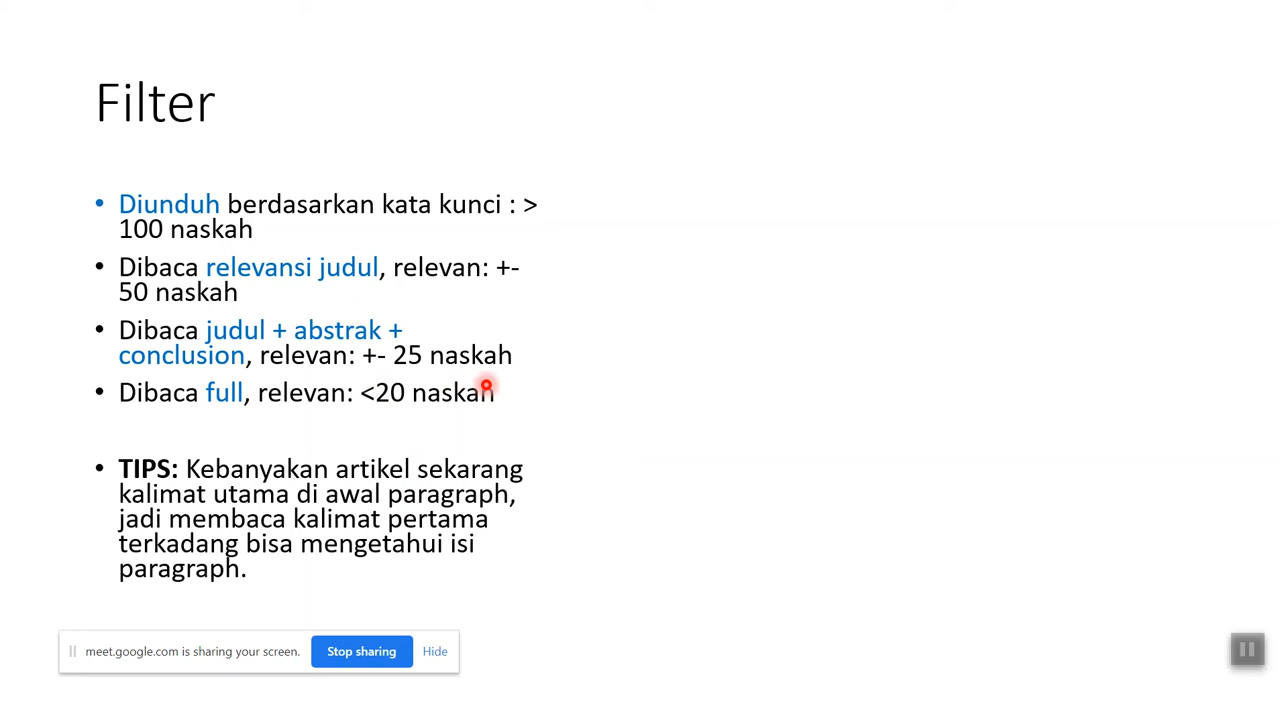 Filter
• Diunduh berdasarkan kata kunci : >
100 naskah
• Dibaca relevansi judul, relevan: +-
50 naskah
• Dibaca judul + abstrak +
conclusion, relevan: +- 25 naskah
• Dibaca full, relevan: <20 naskah
• TIPS: Kebanyakan artikel sekarang
kalimat utama di awal paragraph,
jadi membaca kalimat pertama
terkadang bisa mengetahui isi
paragraph.
meet.google.com is sharing your screen. Stop sharing Hide